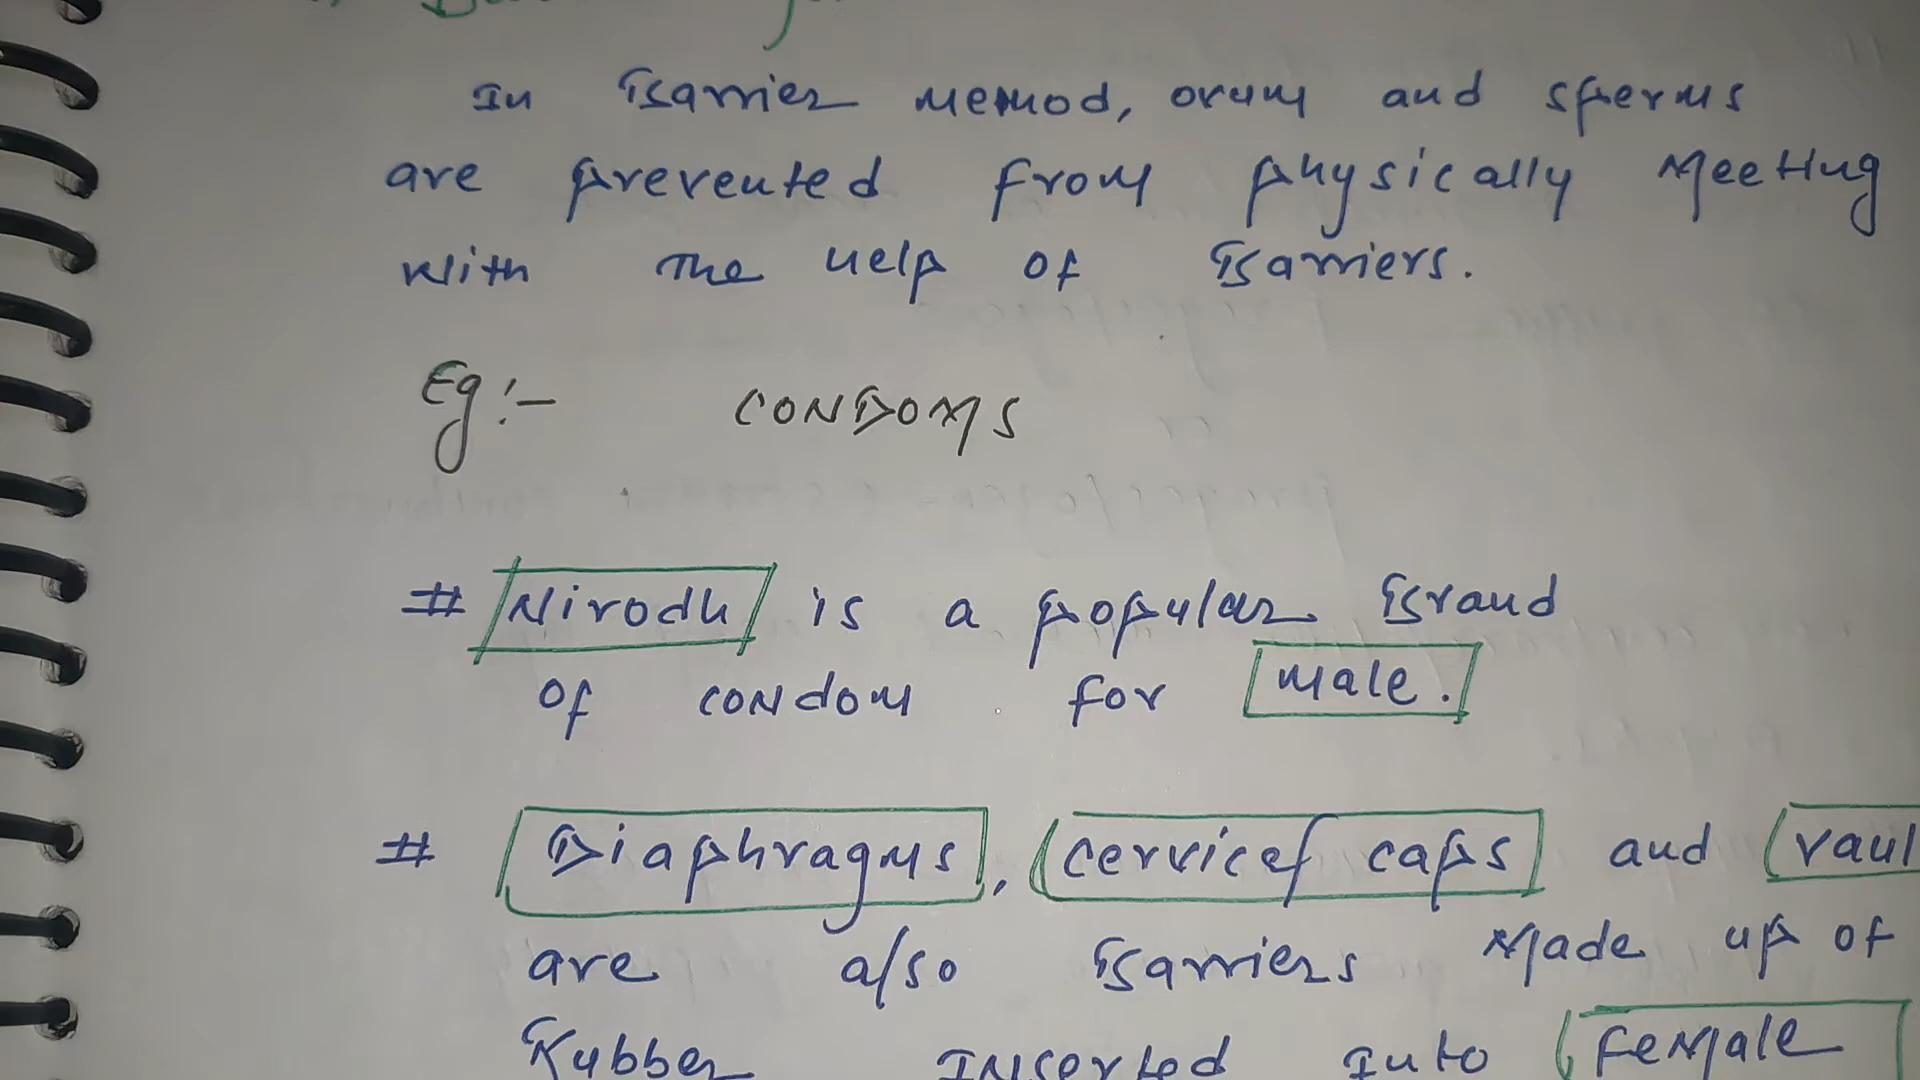 In Barrier method, ovum and sperms
are prevented from physically Meeting
with the help of Barriers.
Eg:- CONDOMS
# Nirodh is a popular Brand
of condom for male.
# Diaphragms, cervical caps and vaul
are also Barriers Made up of
Rubber Inserted Into female